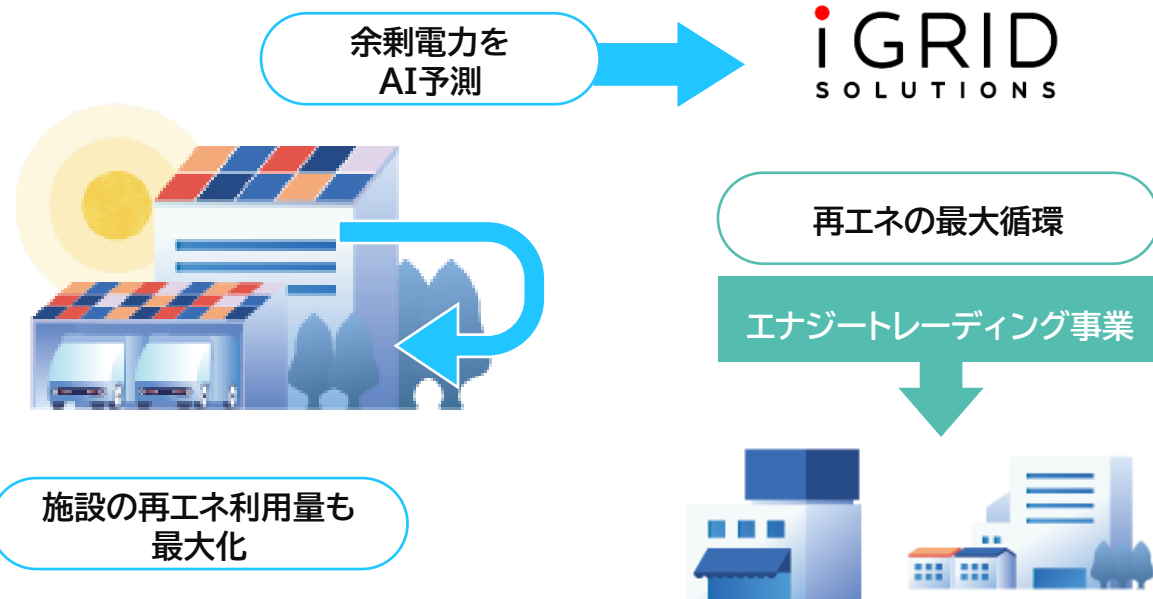 余剰電力を
AI予測
iGRID
SOLUTIONS
再エネの最大循環
エナジートレーディング事業
施設の再エネ利用量も
最大化